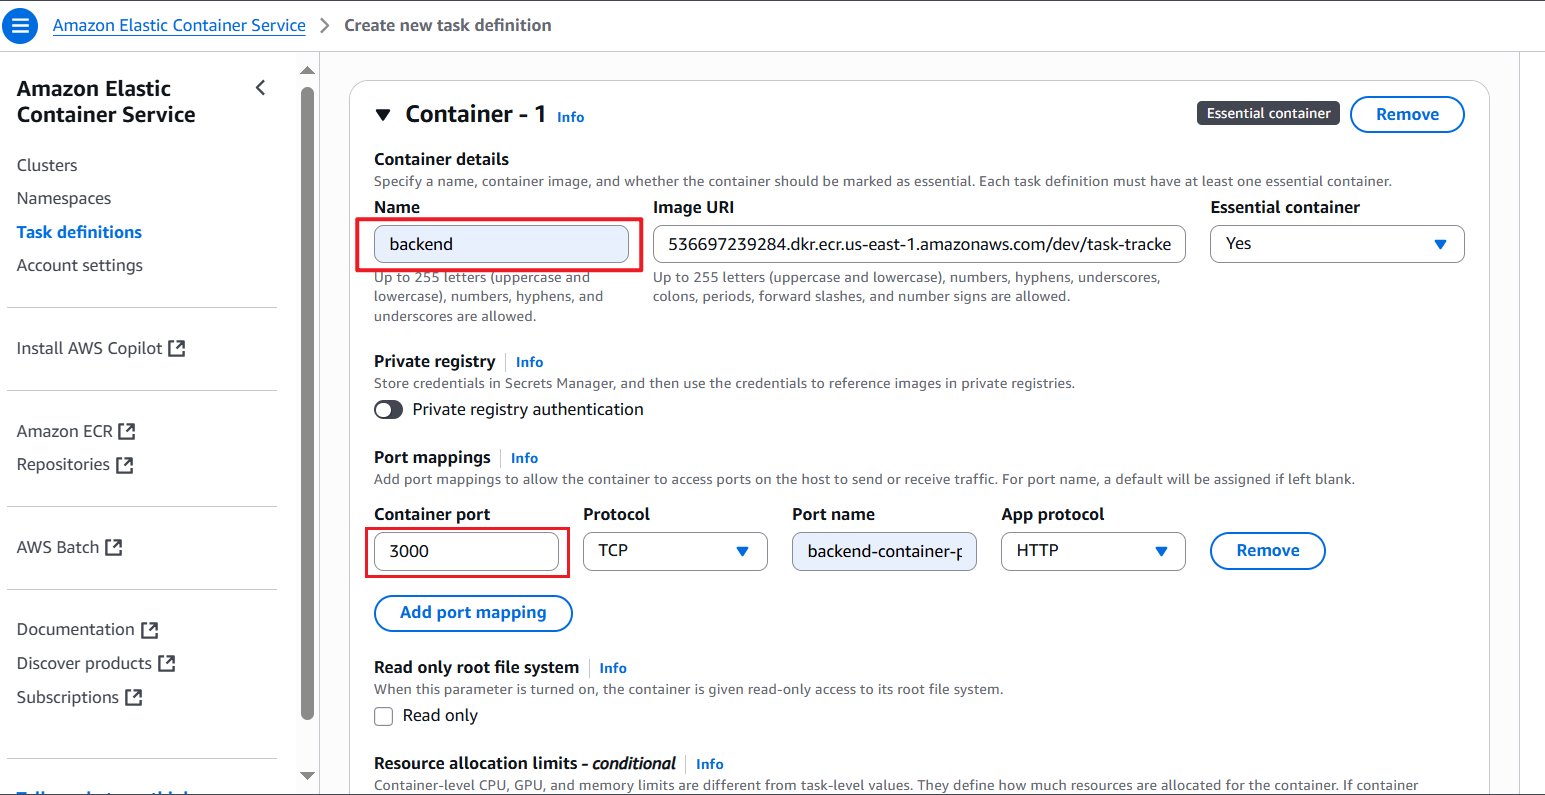 Amazon Elastic Container Service > Create new task definition
Amazon Elastic
Container Service
Clusters
Namespaces
Task definitions
Account settings
Install AWS Copilot
Amazon ECR
Repositories
AWS Batch
Documentation
Discover products
Subscriptions
Container - 1 Info
Essential container Remove
Container details
Specify a name, container image, and whether the container should be marked as essential. Each task definition must have at least one essential container.
Name Image URI Essential container
backend 536697239284.dkr.ecr.us-east-1.amazonaws.com/dev/task-tracke Yes
Up to 255 letters (uppercase and
lowercase), numbers, hyphens, and
underscores are allowed.
Up to 255 letters (uppercase and lowercase), numbers, hyphens, underscores,
colons, periods, forward slashes, and number signs are allowed.
Private registry Info
Store credentials in Secrets Manager, and then use the credentials to reference images in private registries.
Private registry authentication
Port mappings Info
Add port mappings to allow the container to access ports on the host to send or receive traffic. For port name, a default will be assigned if left blank.
Container port Protocol Port name App protocol
3000 TCP backend-container-p HTTP Remove
Add port mapping
Read only root file system Info
When this parameter is turned on, the container is given read-only access to its root file system.
Read only
Resource allocation limits - conditional Info
Container-level CPU, GPU, and memory limits are different from task-level values. They define how much resources are allocated for the container. If container